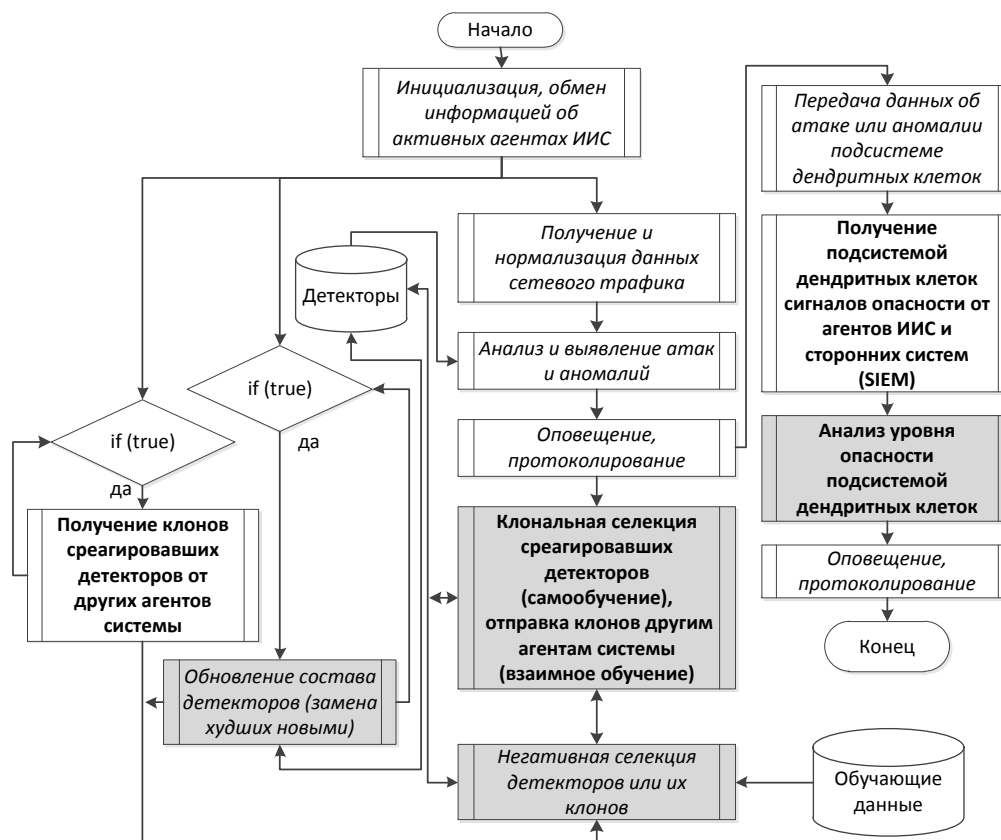 Начало
Инициализация, обмен
информацией об
активных агентах ИИС
Передача данных об
атаке или аномалии
подсистеме
дендритных клеток
Получение и
нормализация данных
сетевого трафика
Получение
подсистемой
дендритных клеток
сигналов опасности от
агентов ИИС и
сторонних систем
(SIEM)
Детекторы
Анализ и выявление атак
и аномалий
if (true)
да
if (true)
да
Оповещение,
протоколирование
Анализ уровня
опасности
подсистемой
дендритных клеток
Получение клонов
среагировавших
детекторов от
других агентов
системы
Клональная селекция
среагировавших
детекторов
(самообучение),
отправка клонов другим
агентам системы
(взаимное обучение)
Оповещение,
протоколирование
Конец
Обновление состава
детекторов (замена
худших новыми)
Негативная селекция
детекторов или их
клонов
Обучающие
данные